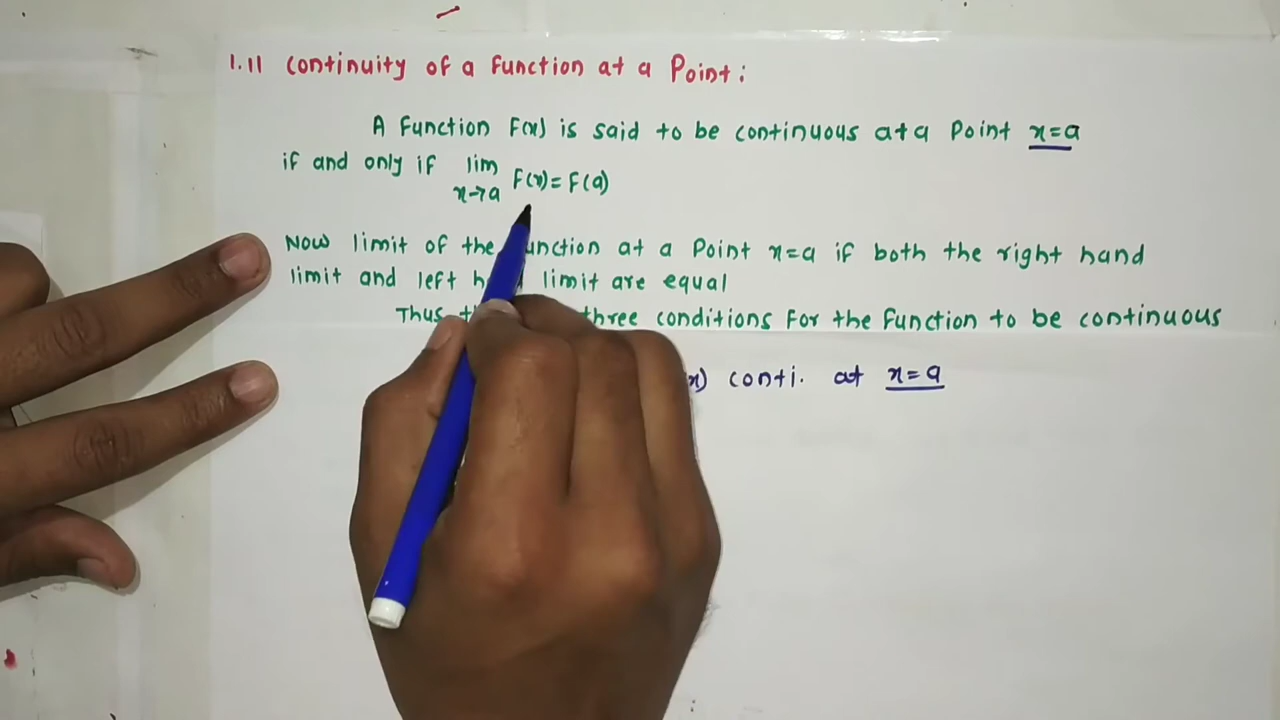 1.11 Continuity of a function at a Point:
A function F(x) is said to be continuous at a Point x=a
if and only if lim F(x)=F(a)
x→a
Now limit of the function at a Point x=a if both the right hand
limit and left limit are equal
Thus three conditions For the Function to be continuous
x) conti. at x=a